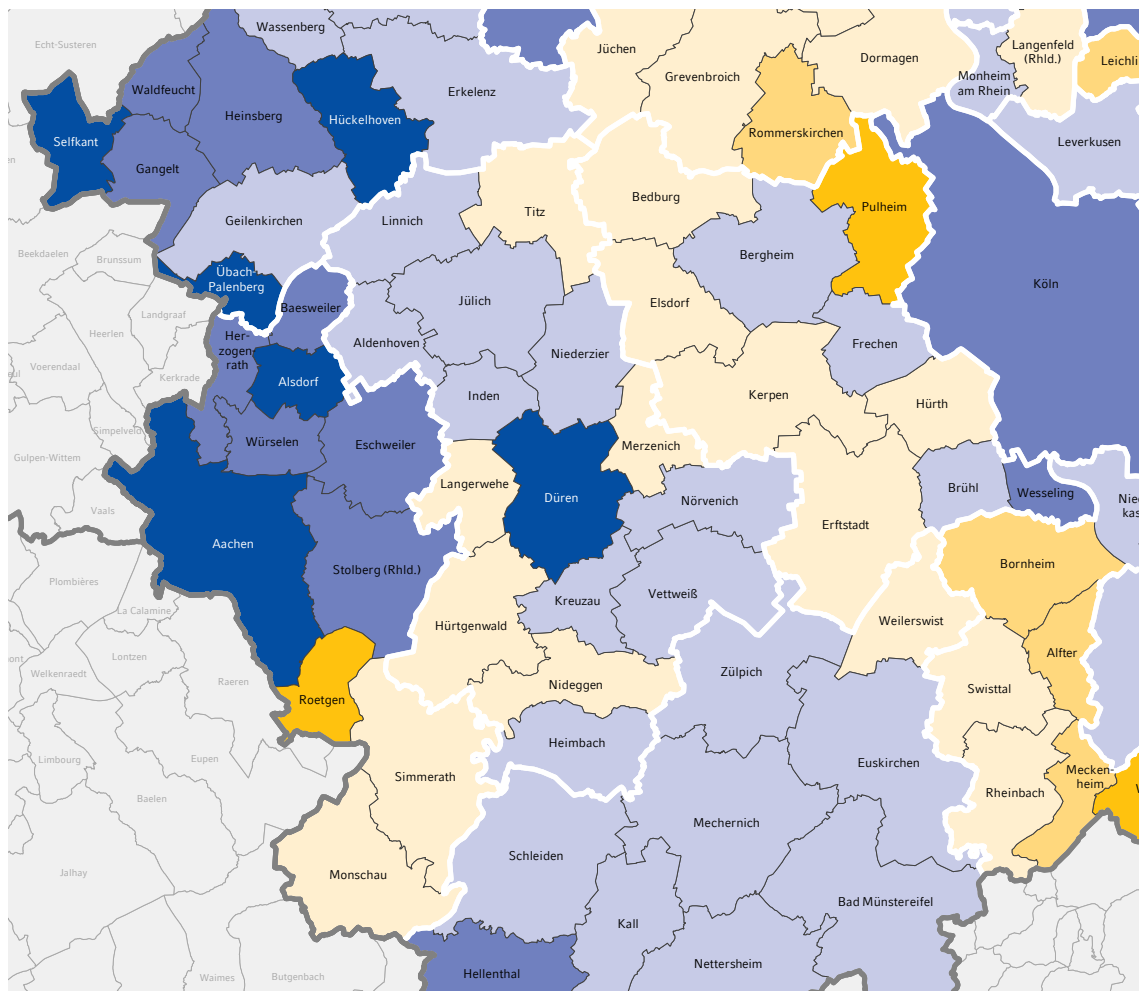 Wassenberg
Echt-Susteren
Jüchen
Grevenbroich
Dormagen
Langenfeld
(Rhld.)
Leichli
Monheim
am Rhein
Waldfeucht
Heinsberg
Hückelhoven
Erkelenz
Rommerskirchen
Leverkusen
Selfkant
Gangelt
Geilenkirchen
Linnich
Titz
Bedburg
Pulheim
Bergheim
Köln
Beekdaelen
Brunssum
Übach-
Palenberg
Baesweiler
Jülich
Elsdorf
Landgraaf
Heerlen
Her-
zogen-
rath
Aldenhoven
Niederzier
Frechen
Voerendaal
Kerkrade
Alsdorf
Inden
Kerpen
Hürth
Simpelveld
Gulpen-Wittem
Würselen
Eschweiler
Merzenich
Langerwehe
Düren
Nörvenich
Brühl
Wesseling
Nied
kas
Vaals
Aachen
Erftstadt
Stolberg (Rhld.)
Bornheim
Plombières
La Calamine
Kreuzau
Vettweiß
Hürtgenwald
Weilerswist
Lontzen
Welkenraedt
Raeren
Alfter
Zülpich
Nideggen
Swisttal
Roetgen
Heimbach
Limbourg
Eupen
Simmerath
Euskirchen
Mecken-
heim
Rheinbach
Baelen
Mechernich
Schleiden
Jalhay
Monschau
Bad Münstereifel
Kall
Nettersheim
Hellenthal
Waimes
Butgenbach